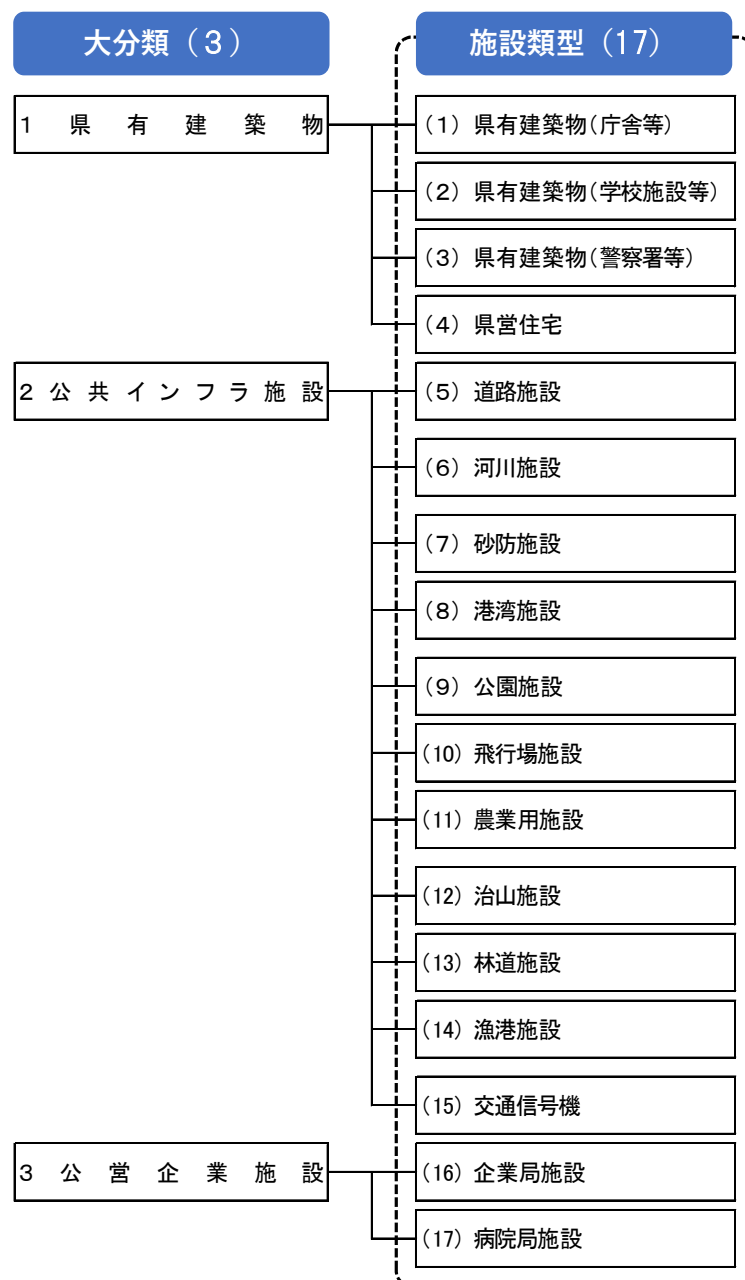 大分類（３）
施設類型（17）
1 県有建築物
（1）県有建築物（庁舎等）
（2）県有建築物（学校施設等）
（3）県有建築物（警察署等）
（4）県営住宅
2 公共インフラ施設
（5）道路施設
（6）河川施設
（7）砂防施設
（8）港湾施設
（9）公園施設
（10）飛行場施設
（11）農業用施設
（12）治山施設
（13）林道施設
（14）漁港施設
（15）交通信号機
3 公営企業施設
（16）企業局施設
（17）病院局施設